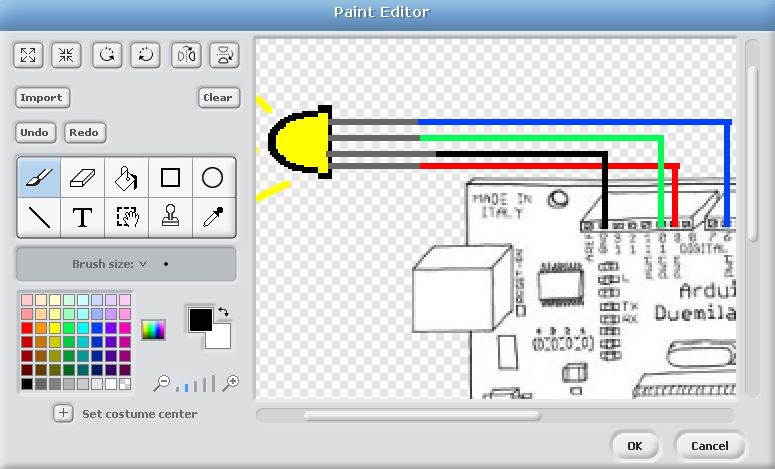 Paint Editor
Import
Clear
Undo
Redo
T
Brush size:
Set costume center
OK
Cancel
MADE IN
ITALY
AREF
DIGITAL
L
TX
RX
Ardui
Duemila